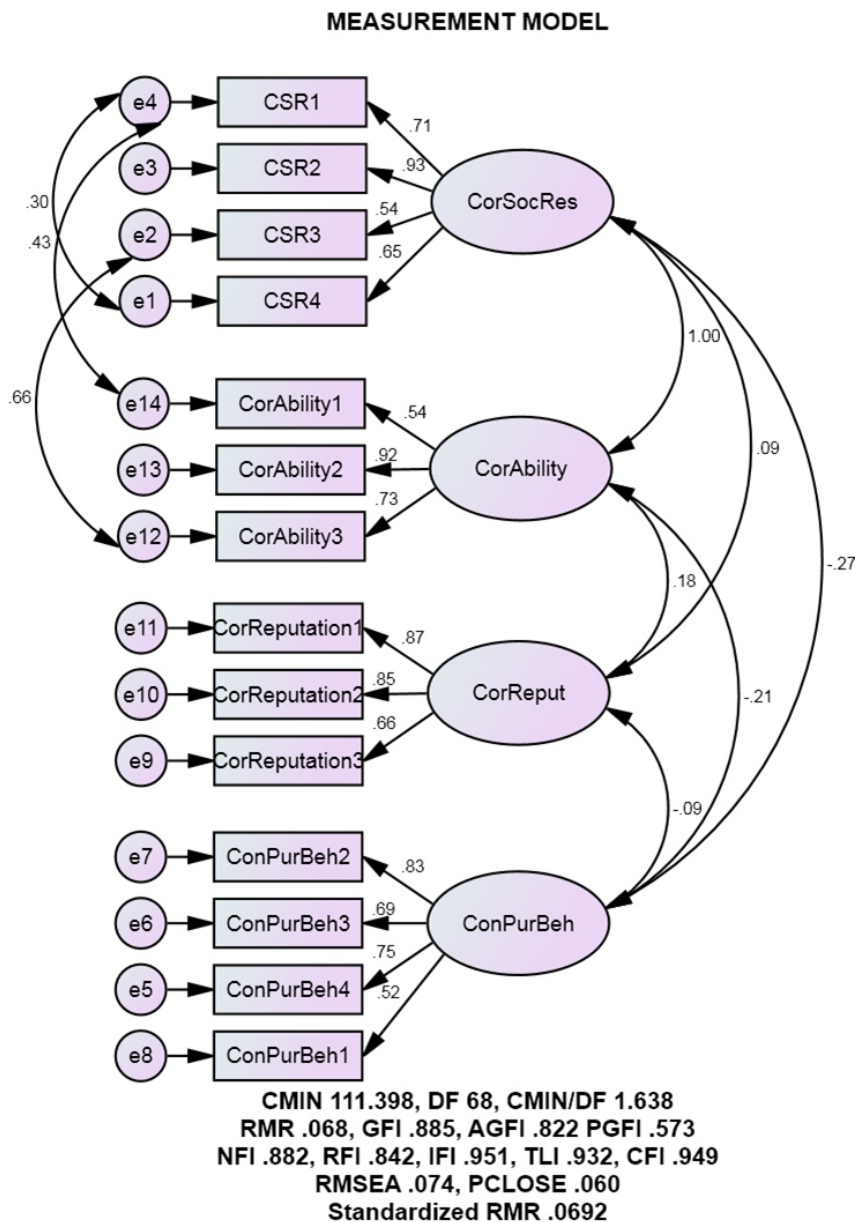 MEASUREMENT MODEL
e4
CSR1
.71
e3
CSR2
.93
CorSocRes
.30
e2
CSR3
.54
.43
.65
e1
CSR4
1.00
.66
e14
CorAbility1
.54
.09
e13
CorAbility2
.92
CorAbility
.73
e12
CorAbility3
-.27
.18
e11
CorReputation1
.87
e10
CorReputation2
.85
CorReput
-.21
.66
e9
CorReputation3
-.09
e7
ConPurBeh2
.83
e6
ConPurBeh3
.69
ConPurBeh
.75
e5
ConPurBeh4
.52
e8
ConPurBeh1
CMIN 111.398, DF 68, CMIN/DF 1.638
RMR .068, GFI .885, AGFI .822 PGFI .573
NFI .882, RFI .842, IFI .951, TLI .932, CFI .949
RMSEA .074, PCLOSE .060
Standardized RMR .0692